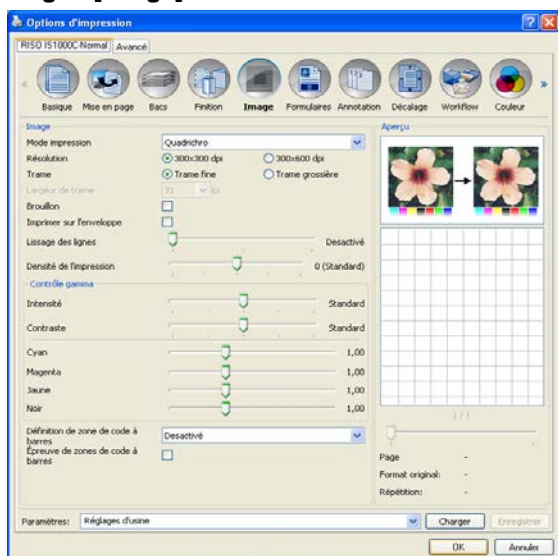 Options d'impression
RISO IS1000C-Normal Avancé
Basique Mise en page Bacs Finition Image Formulaires Annotation Décalage Workflow Couleur
Image
Mode impression Quadrichro
Résolution 300x300 dpi 300x600 dpi
Trame Trame fine Trame grossière
Largeur de trame 71 lpi
Brouillon
Imprimer sur l'enveloppe
Lissage des lignes Desactivé
Densité de l'impression 0 (Standard)
Contrôle gamma
Intensité Standard
Contraste Standard
Cyan 1,00
Magenta 1,00
Jaune 1,00
Noir 1,00
Définition de zone de code à
barres Desactivé
Épreuve de zones de code à
barres
Aperçu
1 / 1
Page -
Format original: -
Répétition: -
Paramètres: Réglages d'usine Charger Enregistrer
OK Annuler